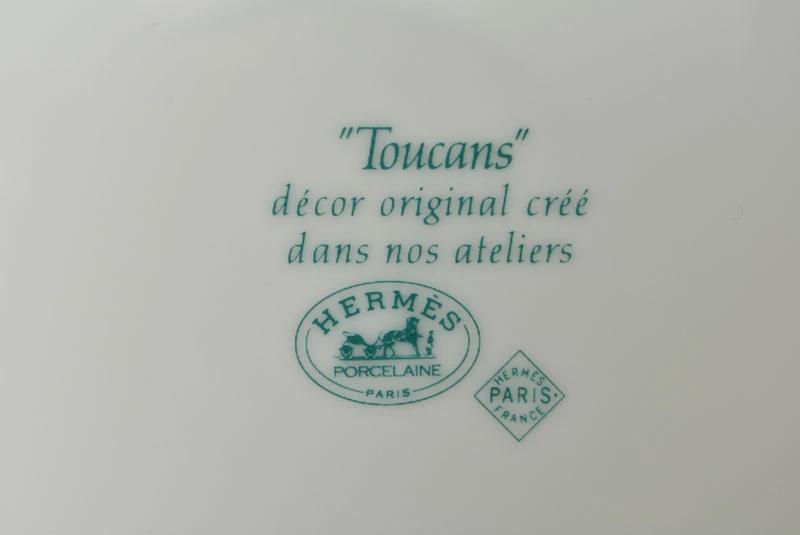 "Toucans"
décor original créé
dans nos ateliers
HERMÈS
PORCELAINE
PARIS
HERMÈS
PARIS
FRANCE